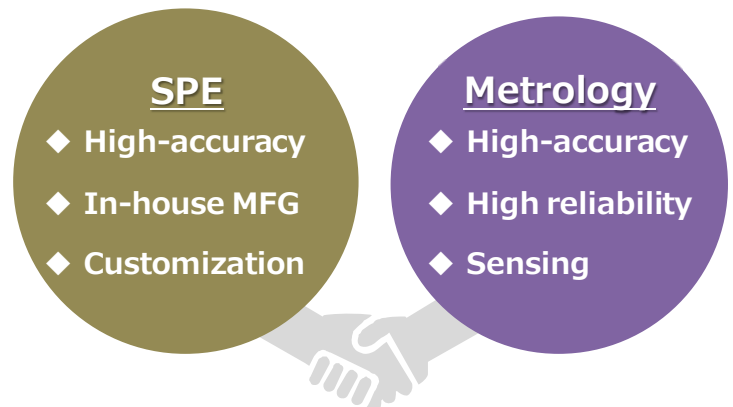 SPE
◆ High-accuracy
◆ In-house MFG
◆ Customization
Metrology
◆ High-accuracy
◆ High reliability
◆ Sensing